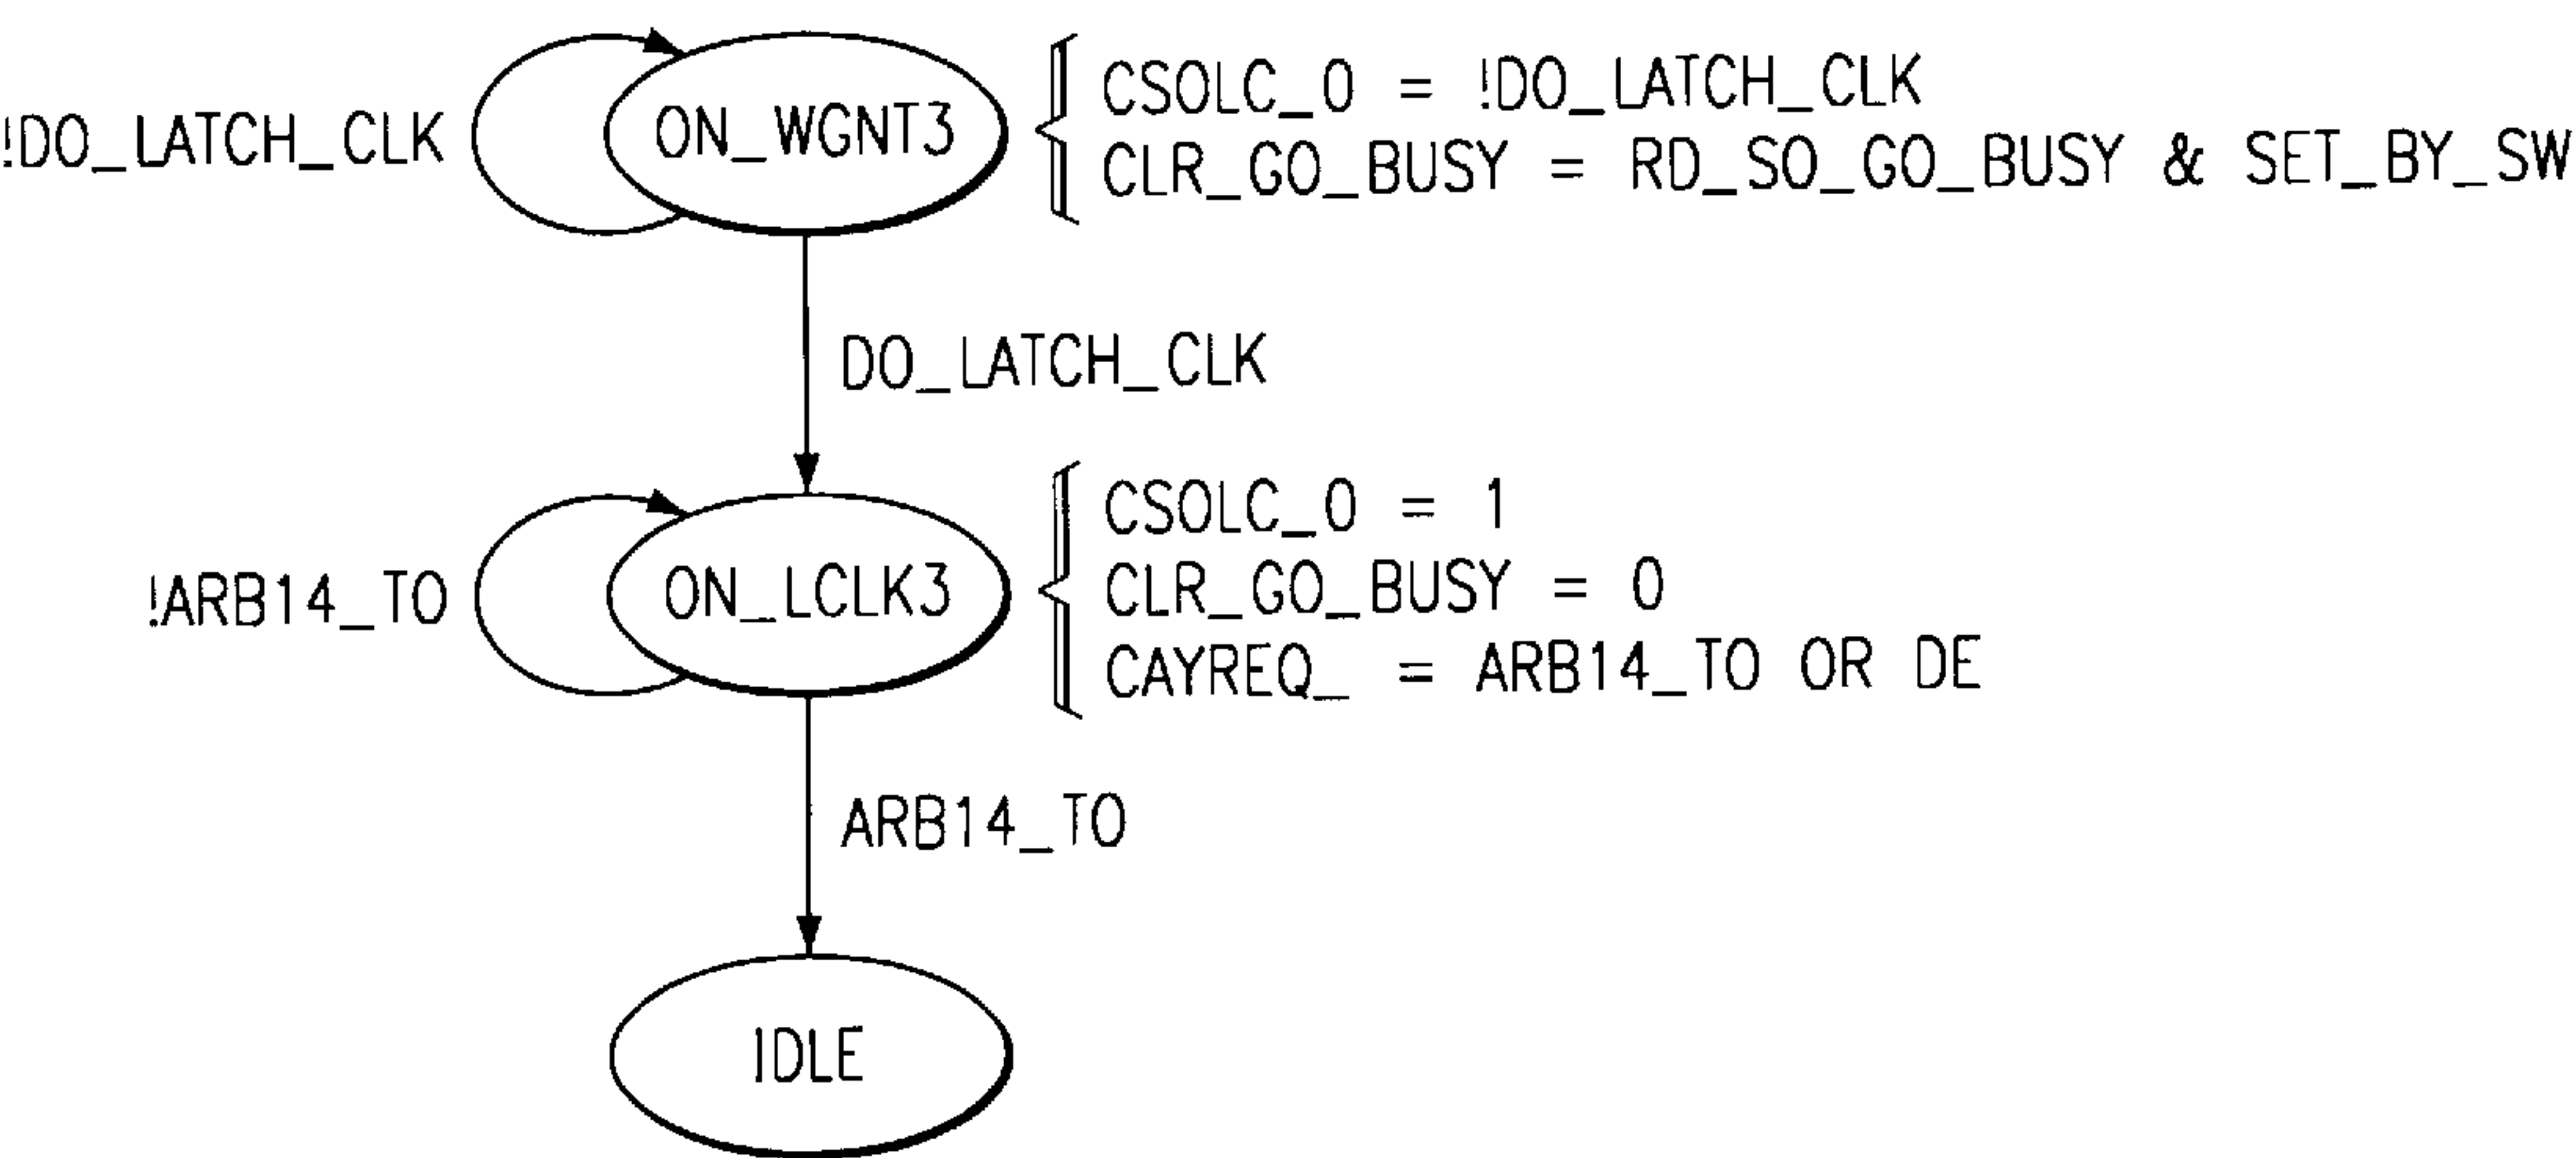 !DO_LATCH_CLK
ON_WGNT3
CSOLC_0 = !DO_LATCH_CLK
CLR_GO_BUSY = RD_SO_GO_BUSY & SET_BY_SW
DO_LATCH_CLK
!ARB14_TO
ON_LCLK3
CSOLC_0 = 1
CLR_GO_BUSY = 0
CAYREQ_ = ARB14_TO OR DE
ARB14_TO
IDLE